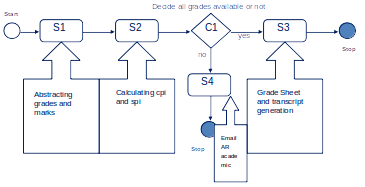 Decide all grades available or not
Start
S1
S2
C1
S3
yes
Stop
no
S4
Abstracting
grades and
marks
Calculating cpi
and spi
Grade Sheet
and transcript
generation
Stop
Email
AR
acade
mic